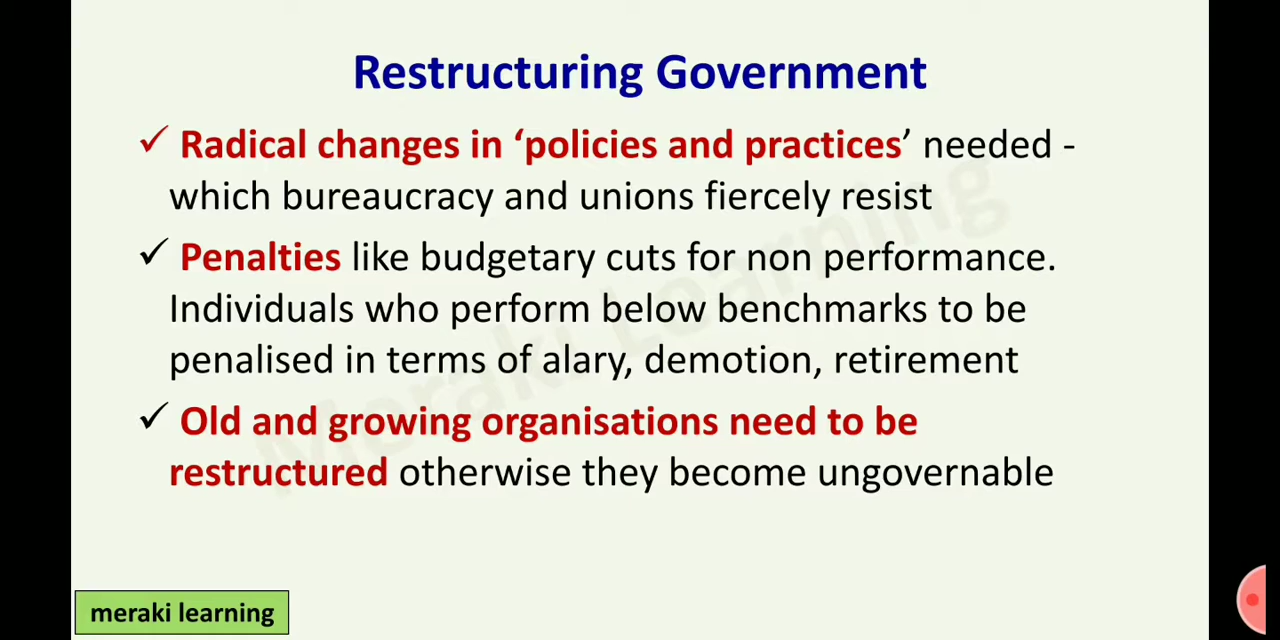 Restructuring Government
✓ Radical changes in ‘policies and practices’ needed -
which bureaucracy and unions fiercely resist
✓ Penalties like budgetary cuts for non performance.
Individuals who perform below benchmarks to be
penalised in terms of alary, demotion, retirement
✓ Old and growing organisations need to be
restructured otherwise they become ungovernable
Meraki Learning
meraki learning